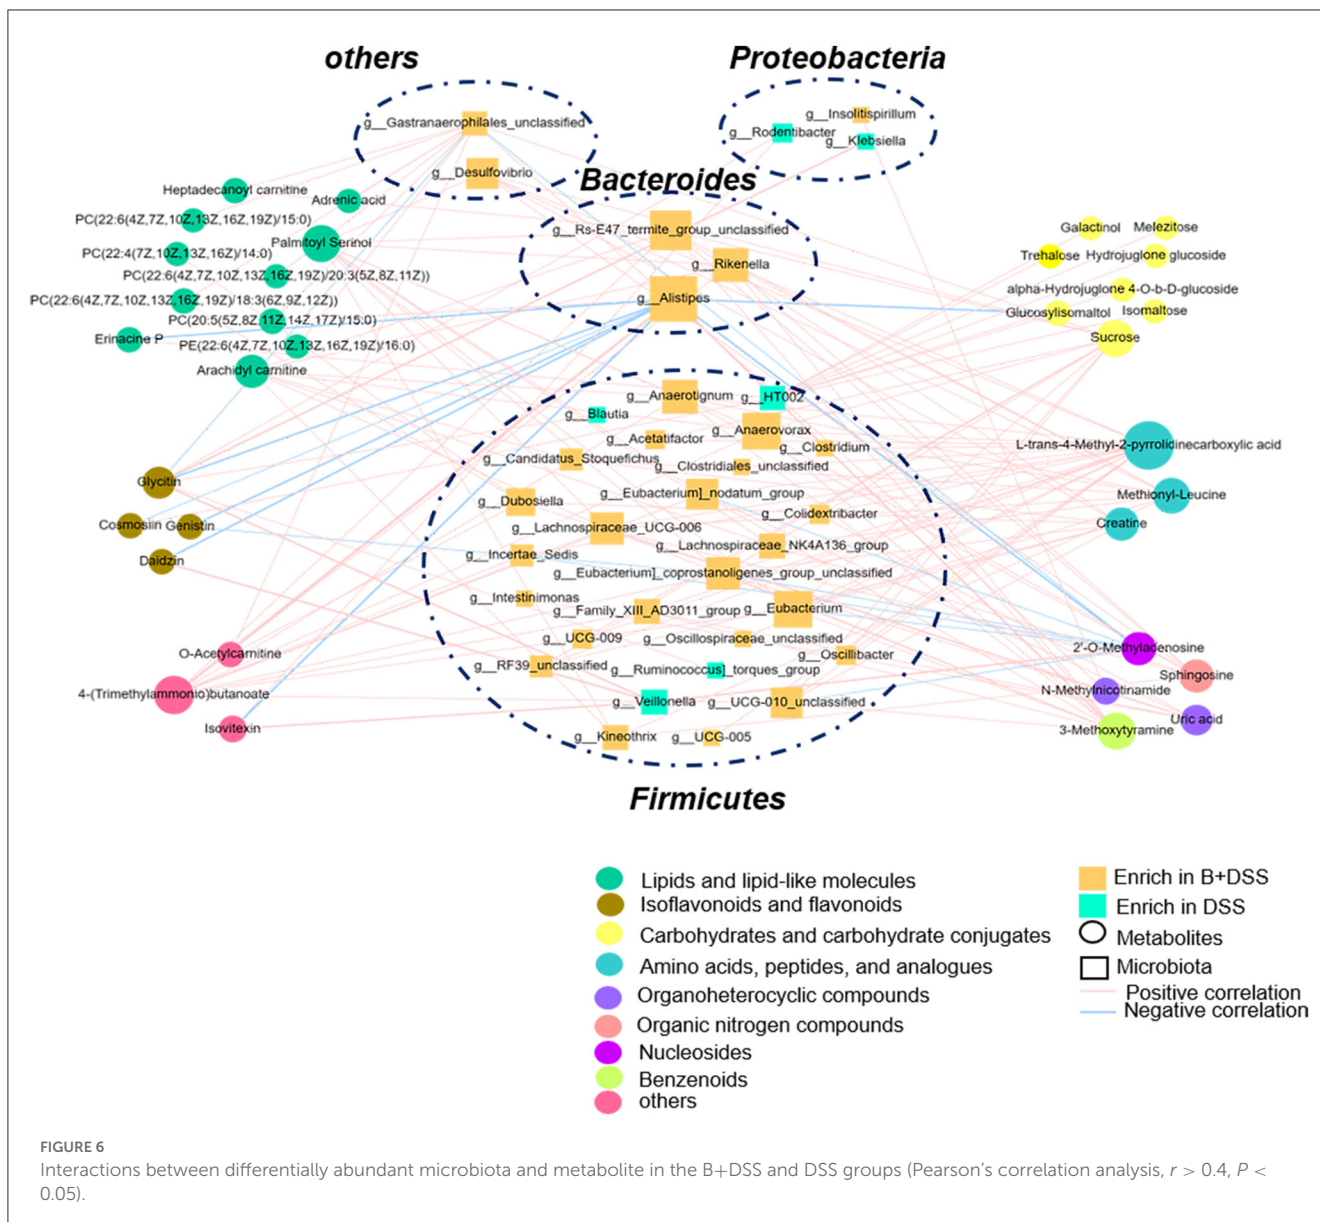 others
Proteobacteria
g__Gastranaerophilales_unclassified
g__Desulfovibrio
g__Insolitispirillum
g__Rodentibacter
g__Klebsiella
Bacteroides
g__Rs-E47_termite_group_unclassified
g__Rikenella
g__Alistipes
Heptadecanoyl carnitine
Adrenic acid
PC(22:6(4Z,7Z,10Z,13Z,16Z,19Z)/15:0)
Palmitoyl Serinol
PC(22:4(7Z,10Z,13Z,16Z)/14:0)
PC(22:6(4Z,7Z,10Z,13Z,16Z,19Z)/20:3(5Z,8Z,11Z))
PC(22:6(4Z,7Z,10Z,13Z,16Z,19Z)/18:3(6Z,9Z,12Z))
PC(20:5(5Z,8Z,11Z,14Z,17Z)/15:0)
Erinacine P
PE(22:6(4Z,7Z,10Z,13Z,16Z,19Z)/16:0)
Arachidyl carnitine
Galactinol
Melezitose
Trehalose
Hydrojuglone glucoside
alpha-Hydrojuglone 4-O-b-D-glucoside
Glucosylisomaltol
Isomaltose
Sucrose
g__Anaerotignum
g__HT002
g__Blautia
g__Anaerovorax
g__Acetatifactor
g__Clostridium
g__Candidatus_Stoquefichus
g__Clostridiales_unclassified
g__Eubacterium]_nodatum_group
g__Dubosiella
g__Colidextribacter
g__Lachnospiraceae_UCG-006
g__Lachnospiraceae_NK4A136_group
g__Incertae_Sedis
g__Eubacterium]_coprostanoligenes_group_unclassified
g__Intestinimonas
g__Family_XIII_AD3011_group
g__Eubacterium
g__UCG-009
g__Oscillospiraceae_unclassified
g__Oscillibacter
g__RF39_unclassified
g__Ruminococcus]_torques_group
g__Veillonella
g__UCG-010_unclassified
g__Kineothrix
g__UCG-005
Firmicutes
Glycitin
Cosmosiin
Genistin
Daidzin
O-Acetylcarnitine
4-(Trimethylammonio)butanoate
Isovitexin
L-trans-4-Methyl-2-pyrrolidinecarboxylic acid
Methionyl-Leucine
Creatine
2'-O-Methyladenosine
Sphingosine
N-Methylnicotinamide
Uric acid
3-Methoxytyramine
Lipids and lipid-like molecules
Isoflavonoids and flavonoids
Carbohydrates and carbohydrate conjugates
Amino acids, peptides, and analogues
Organoheterocyclic compounds
Organic nitrogen compounds
Nucleosides
Benzenoids
others
Enrich in B+DSS
Enrich in DSS
Metabolites
Microbiota
Positive correlation
Negative correlation
FIGURE 6
Interactions between differentially abundant microbiota and metabolite in the B+DSS and DSS groups (Pearson's correlation analysis, r > 0.4, P <
0.05).